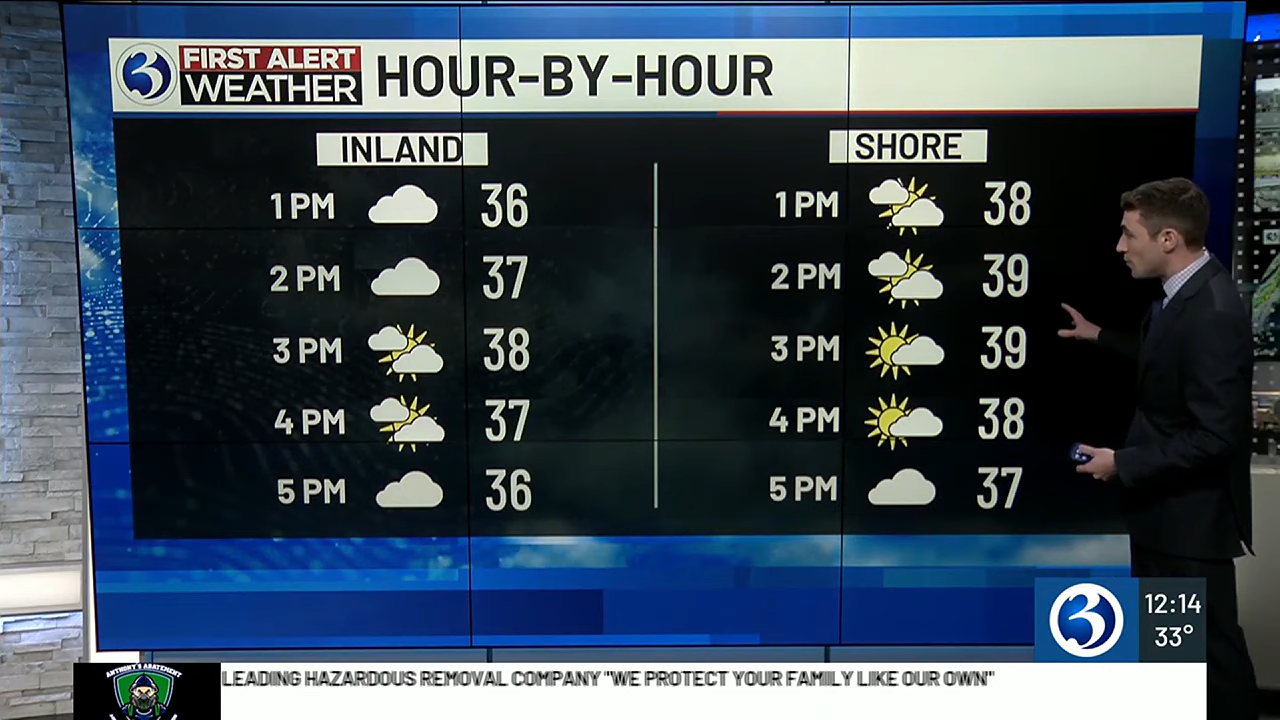 3 FIRST ALERT WEATHER HOUR-BY-HOUR
INLAND
1 PM 36
2 PM 37
3 PM 38
4 PM 37
5 PM 36
SHORE
1 PM 38
2 PM 39
3 PM 39
4 PM 38
5 PM 37
3 12:14
33°
ANTHONY'S ABATEMENT
LEADING HAZARDOUS REMOVAL COMPANY "WE PROTECT YOUR FAMILY LIKE OUR OWN"